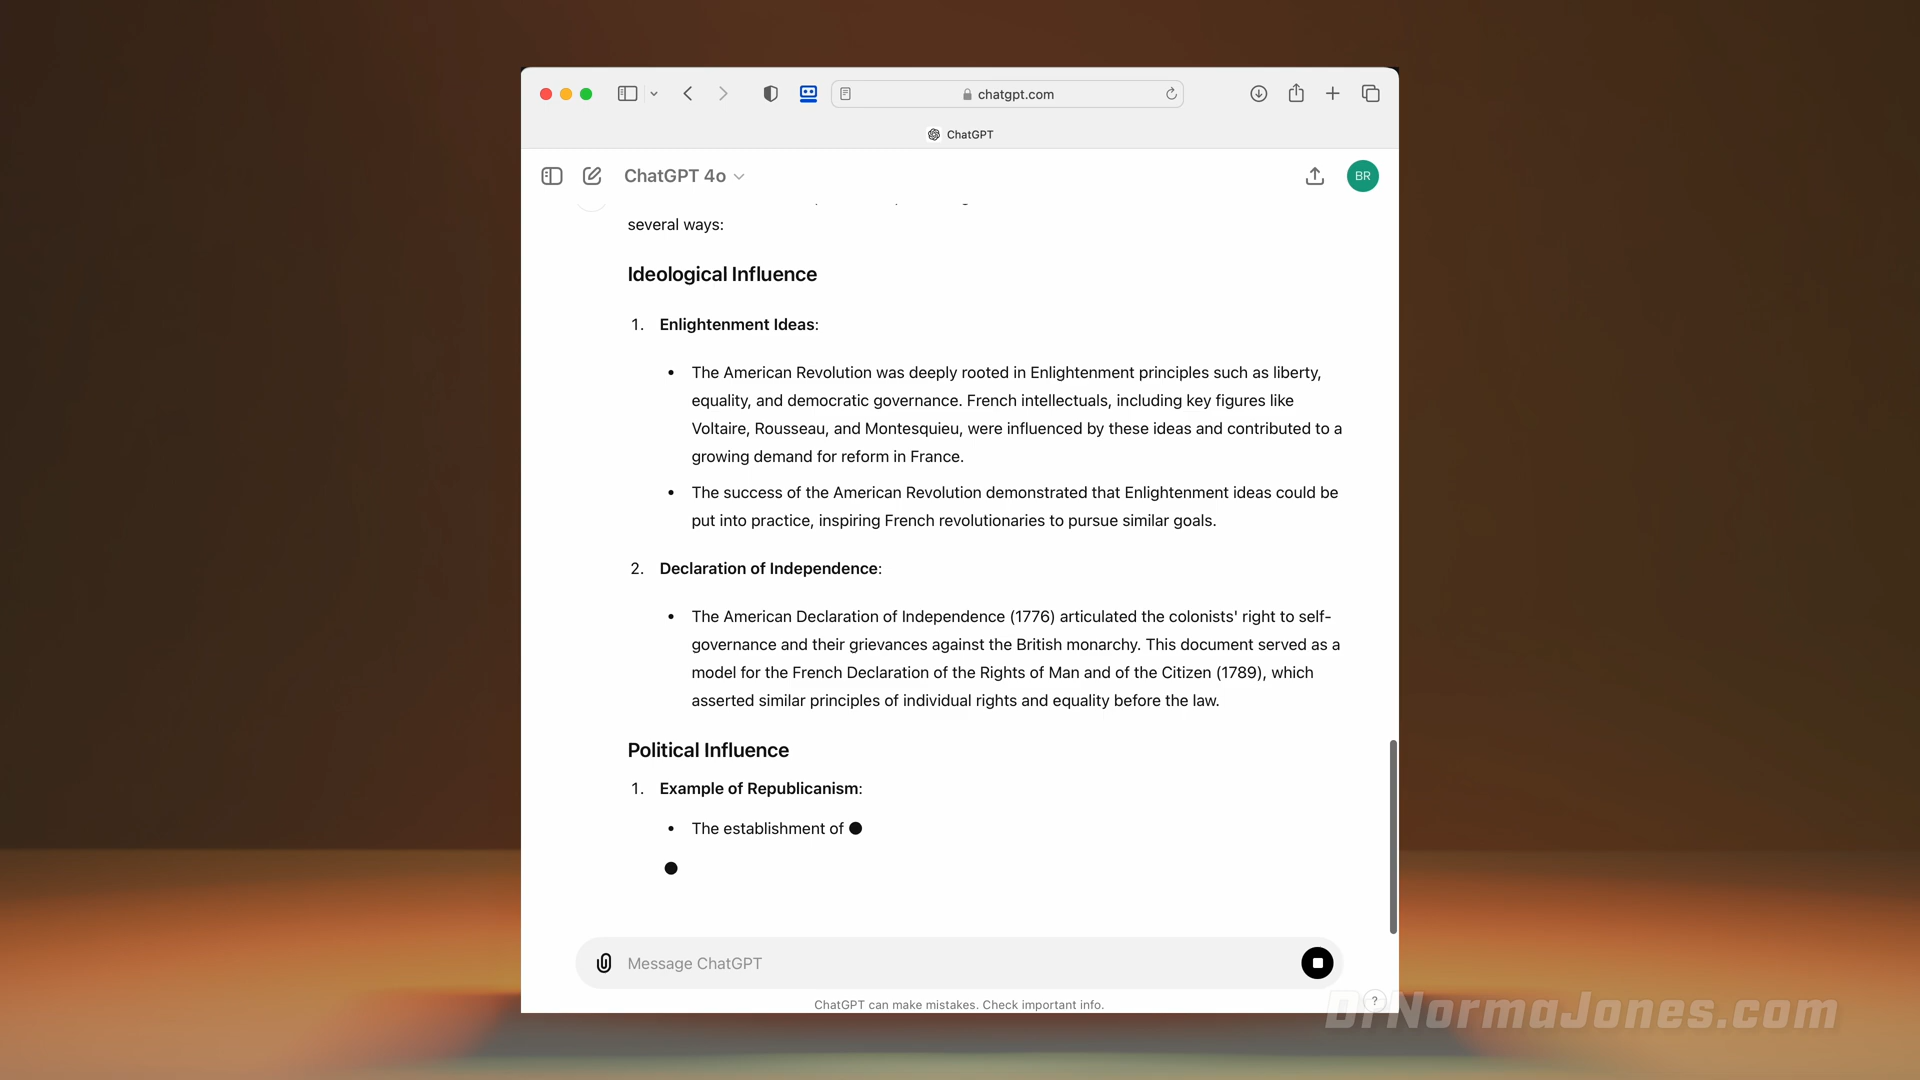 chatgpt.com
ChatGPT
ChatGPT 4o
BR
several ways:
Ideological Influence
1. Enlightenment Ideas:
• The American Revolution was deeply rooted in Enlightenment principles such as liberty,
equality, and democratic governance. French intellectuals, including key figures like
Voltaire, Rousseau, and Montesquieu, were influenced by these ideas and contributed to a
growing demand for reform in France.
• The success of the American Revolution demonstrated that Enlightenment ideas could be
put into practice, inspiring French revolutionaries to pursue similar goals.
2. Declaration of Independence:
• The American Declaration of Independence (1776) articulated the colonists' right to self-
governance and their grievances against the British monarchy. This document served as a
model for the French Declaration of the Rights of Man and of the Citizen (1789), which
asserted similar principles of individual rights and equality before the law.
Political Influence
1. Example of Republicanism:
• The establishment of
Message ChatGPT
ChatGPT can make mistakes. Check important info.
?
DrNormaJones.com